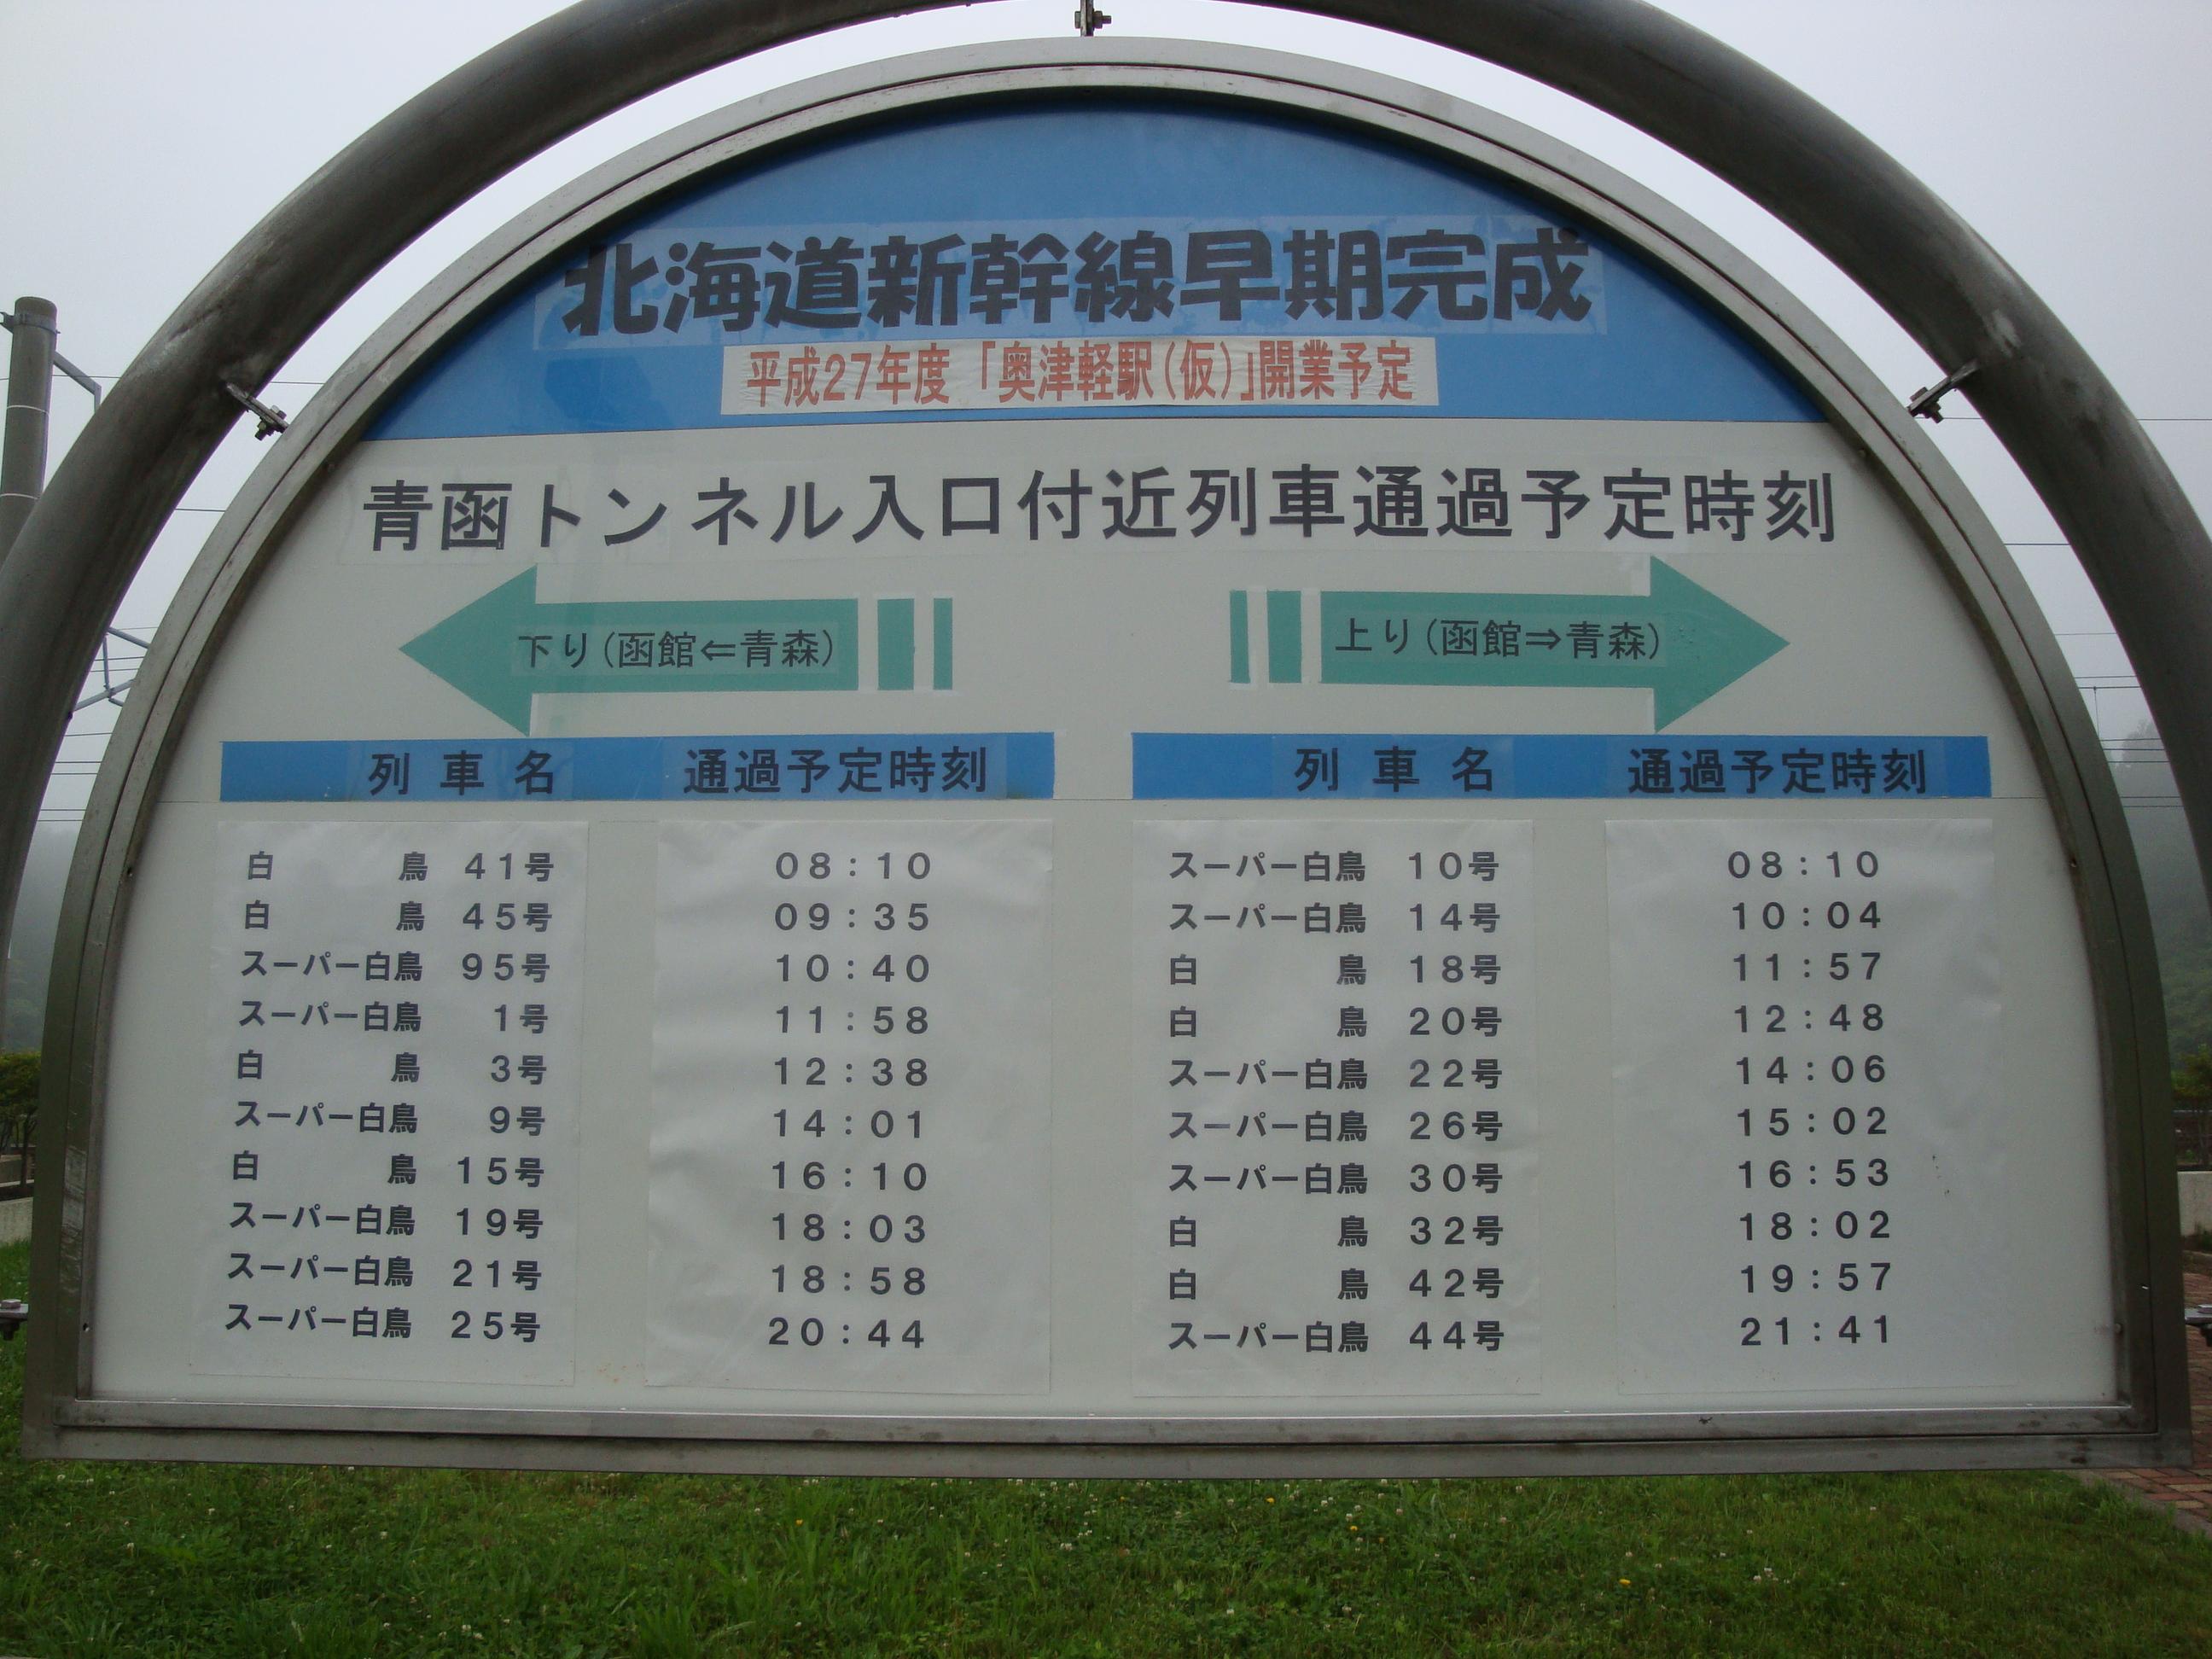 北海道新幹線早期完成
平成27年度「奥津軽駅(仮)」開業予定
青函トンネル入口付近列車通過予定時刻
下り(函館⇐青森)
列車名 通過予定時刻
白鳥 41号 08:10
白鳥 45号 09:35
スーパー白鳥 95号 10:40
スーパー白鳥 1号 11:58
白鳥 3号 12:38
スーパー白鳥 9号 14:01
白鳥 15号 16:10
スーパー白鳥 19号 18:03
スーパー白鳥 21号 18:58
スーパー白鳥 25号 20:44
上り(函館⇒青森)
列車名 通過予定時刻
スーパー白鳥 10号 08:10
スーパー白鳥 14号 10:04
白鳥 18号 11:57
白鳥 20号 12:48
スーパー白鳥 22号 14:06
スーパー白鳥 26号 15:02
スーパー白鳥 30号 16:53
白鳥 32号 18:02
白鳥 42号 19:57
スーパー白鳥 44号 21:41